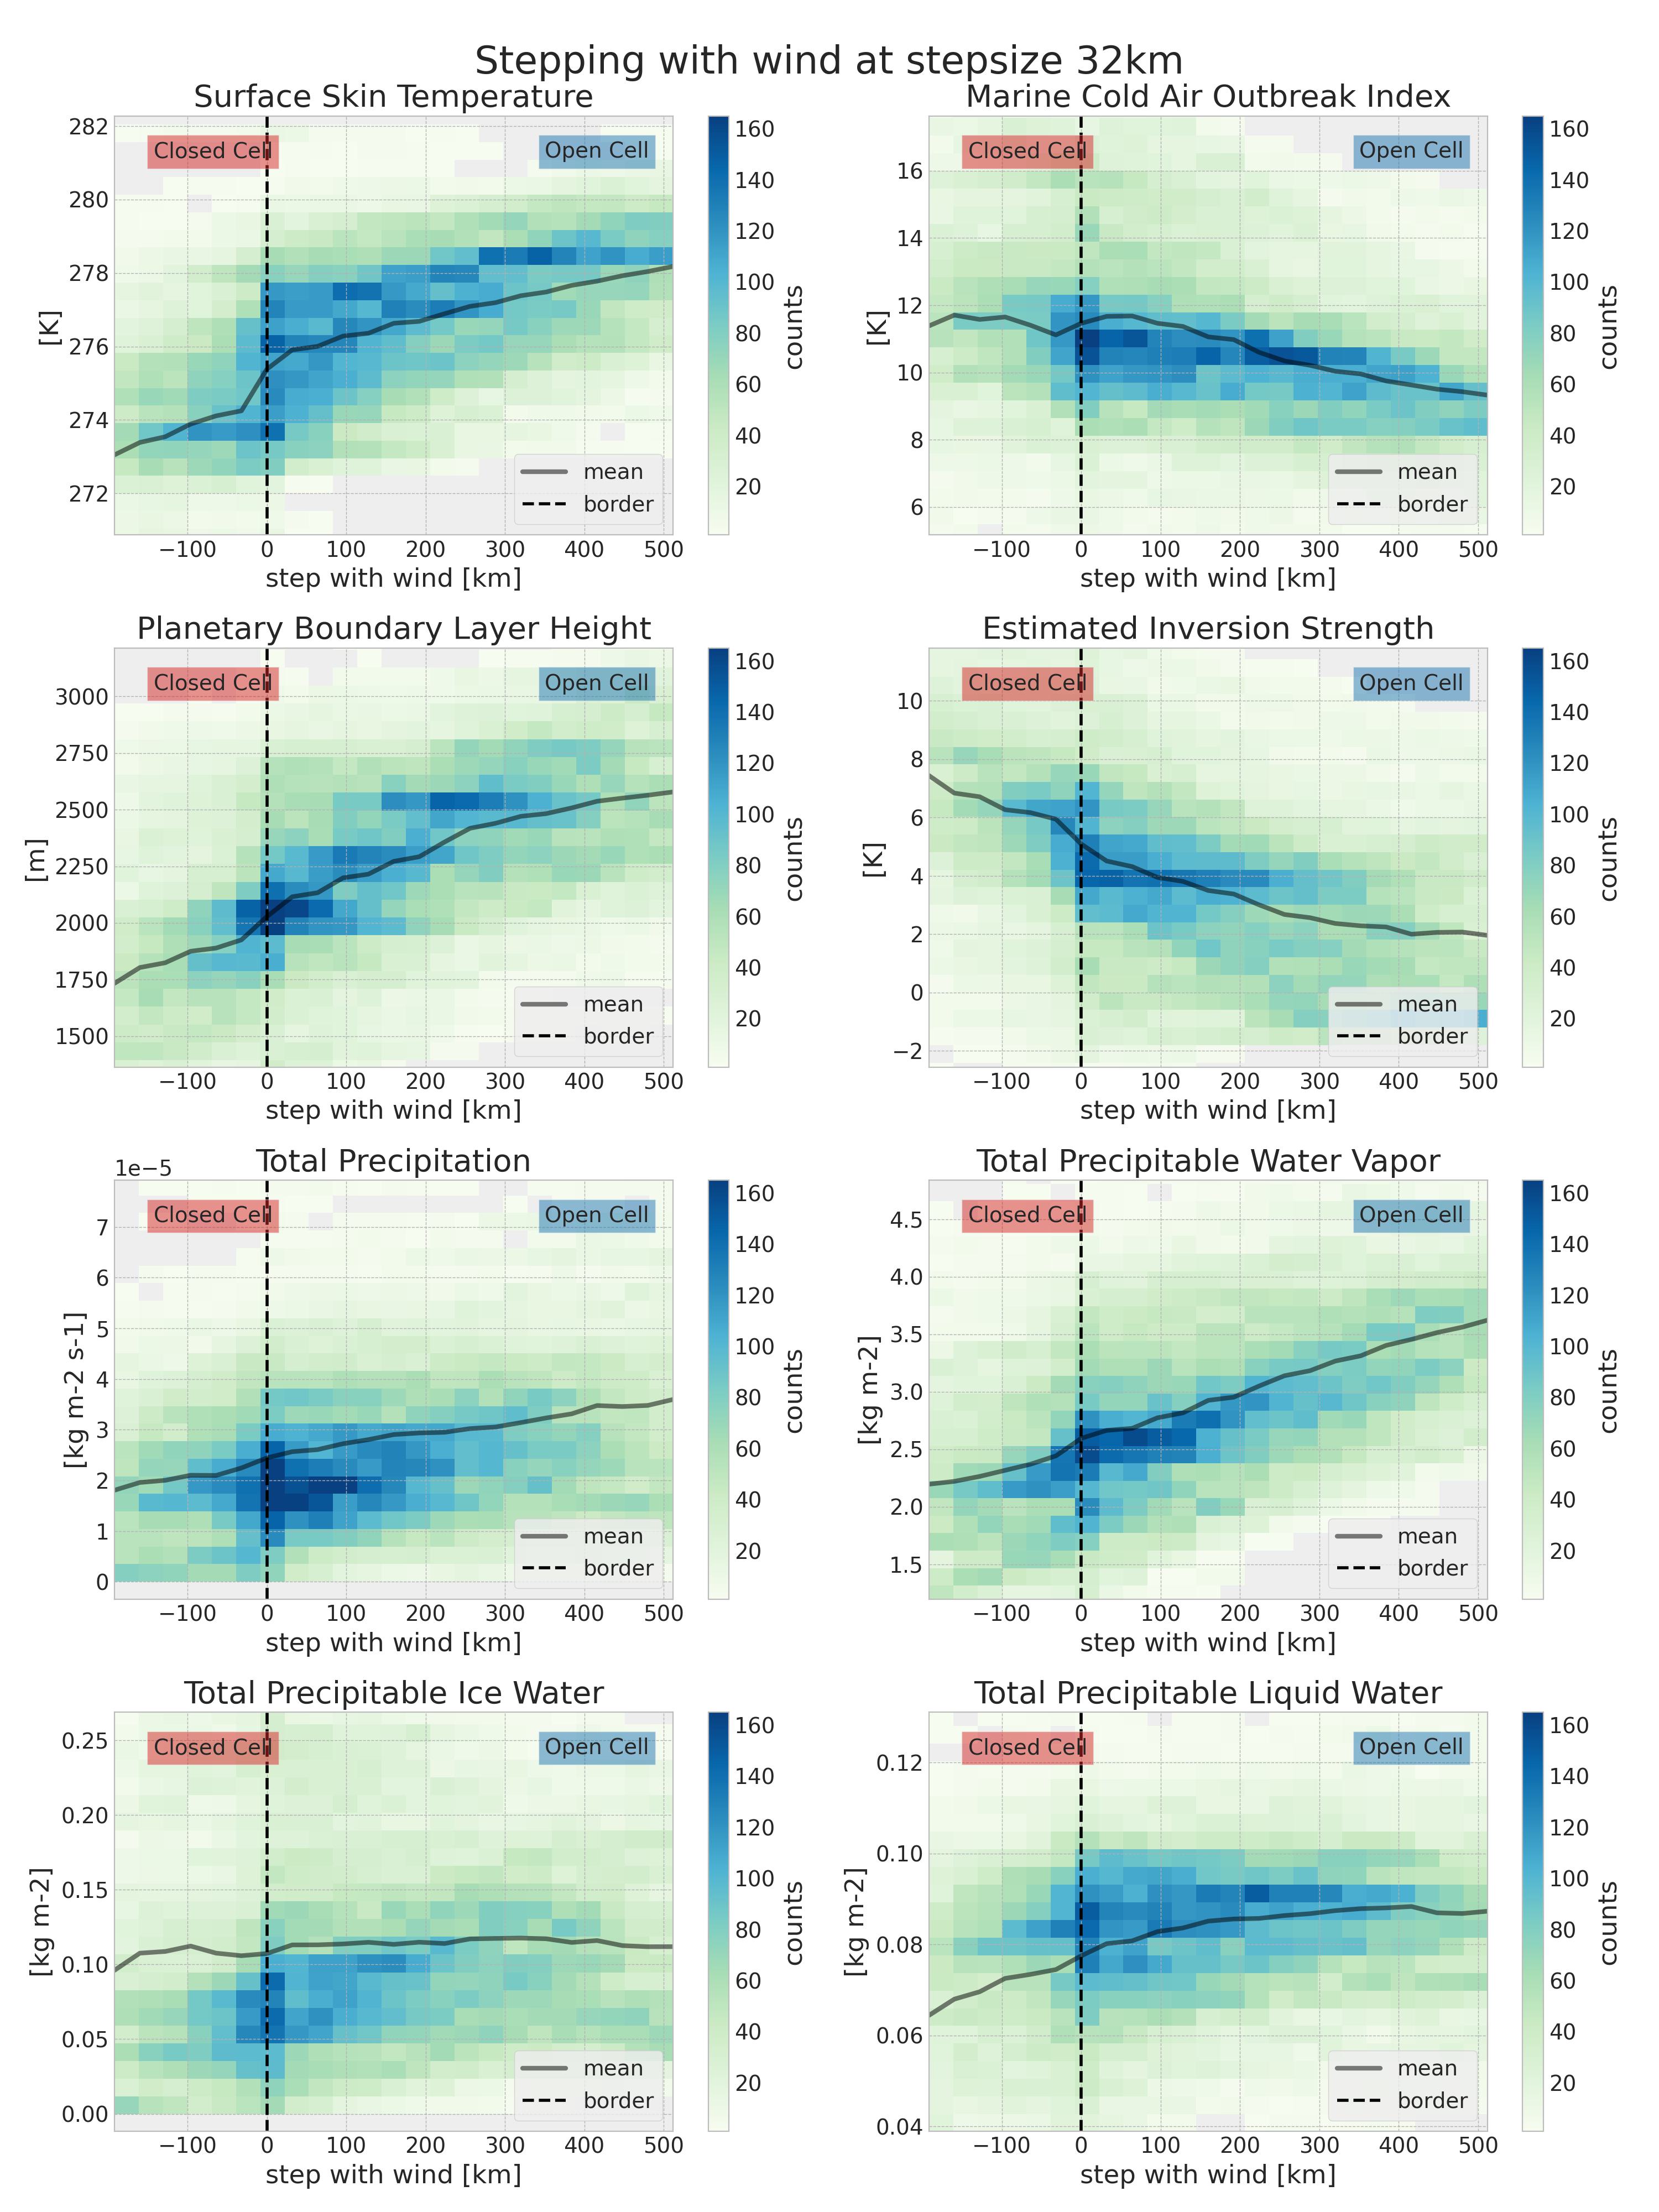 Stepping with wind at stepsize 32km
Surface Skin Temperature
282
280
278
276
274
272
[K]
Closed Cell
Open Cell
mean
border
−100 0 100 200 300 400 500
step with wind [km]
160
140
120
100
80
60
40
20
counts
Marine Cold Air Outbreak Index
16
14
12
10
8
6
[K]
Closed Cell
Open Cell
mean
border
−100 0 100 200 300 400 500
step with wind [km]
160
140
120
100
80
60
40
20
counts
Planetary Boundary Layer Height
3000
2750
2500
2250
2000
1750
1500
[m]
Closed Cell
Open Cell
mean
border
−100 0 100 200 300 400 500
step with wind [km]
160
140
120
100
80
60
40
20
counts
Estimated Inversion Strength
10
8
6
4
2
0
−2
[K]
Closed Cell
Open Cell
mean
border
−100 0 100 200 300 400 500
step with wind [km]
160
140
120
100
80
60
40
20
counts
Total Precipitation
1e−5
7
6
5
4
3
2
1
0
[kg m-2 s-1]
Closed Cell
Open Cell
mean
border
−100 0 100 200 300 400 500
step with wind [km]
160
140
120
100
80
60
40
20
counts
Total Precipitable Water Vapor
4.5
4.0
3.5
3.0
2.5
2.0
1.5
[kg m-2]
Closed Cell
Open Cell
mean
border
−100 0 100 200 300 400 500
step with wind [km]
160
140
120
100
80
60
40
20
counts
Total Precipitable Ice Water
0.25
0.20
0.15
0.10
0.05
0.00
[kg m-2]
Closed Cell
Open Cell
mean
border
−100 0 100 200 300 400 500
step with wind [km]
160
140
120
100
80
60
40
20
counts
Total Precipitable Liquid Water
0.12
0.10
0.08
0.06
0.04
[kg m-2]
Closed Cell
Open Cell
mean
border
−100 0 100 200 300 400 500
step with wind [km]
160
140
120
100
80
60
40
20
counts